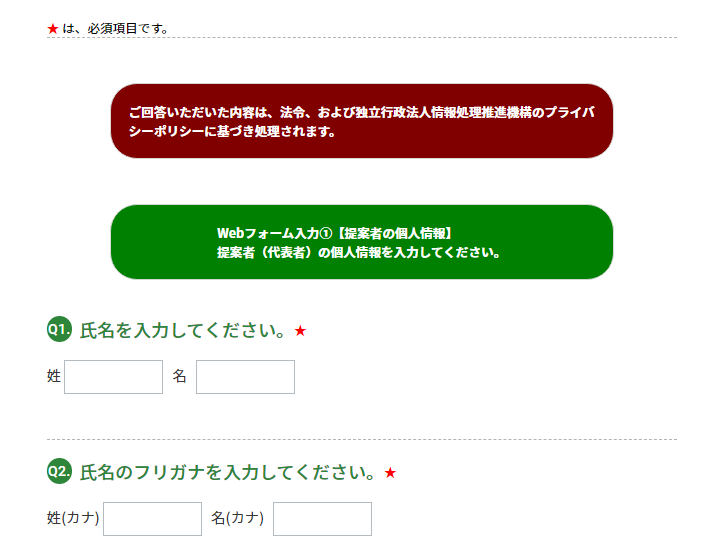 ★ は、必須項目です。
ご回答いただいた内容は、法令、および独立行政法人情報処理推進機構のプライバ
シーポリシーに基づき処理されます。
Webフォーム入力①【提案者の個人情報】
提案者（代表者）の個人情報を入力してください。
Q1. 氏名を入力してください。★
姓 名
Q2. 氏名のフリガナを入力してください。★
姓(カナ) 名(カナ)